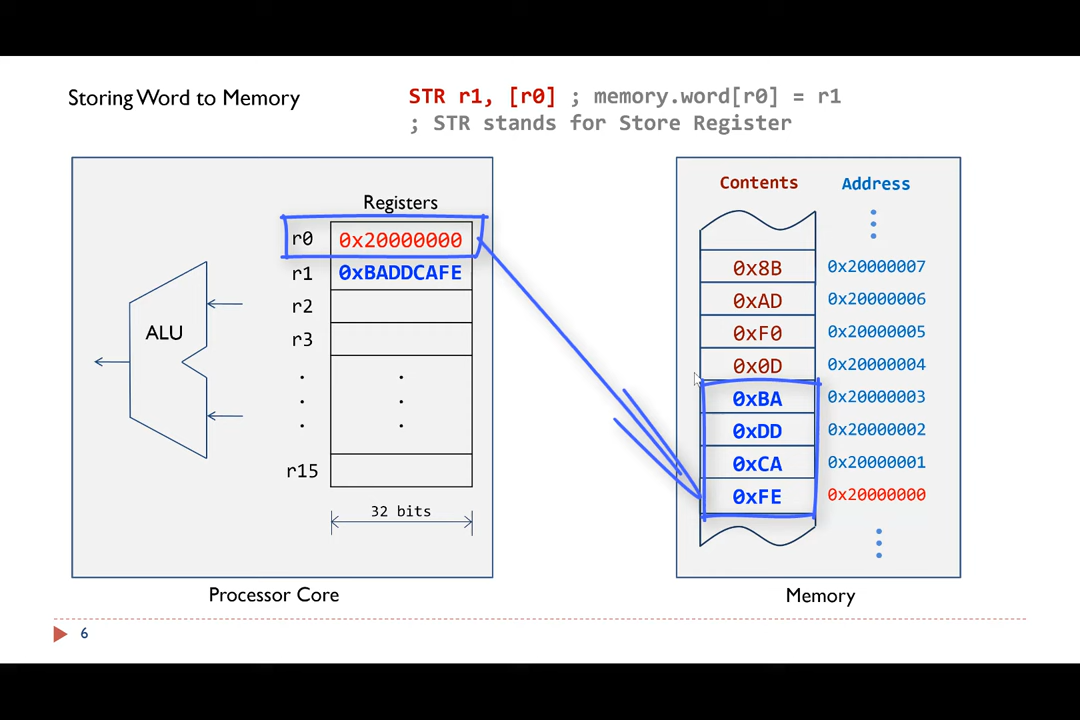 Storing Word to Memory
STR r1, [r0] ; memory.word[r0] = r1
; STR stands for Store Register
Registers
r0 0x20000000
r1 0xBADDCAFE
r2
r3
r15
ALU
32 bits
Processor Core
Contents Address
0x8B 0x20000007
0xAD 0x20000006
0xF0 0x20000005
0x0D 0x20000004
0xBA 0x20000003
0xDD 0x20000002
0xCA 0x20000001
0xFE 0x20000000
Memory
6